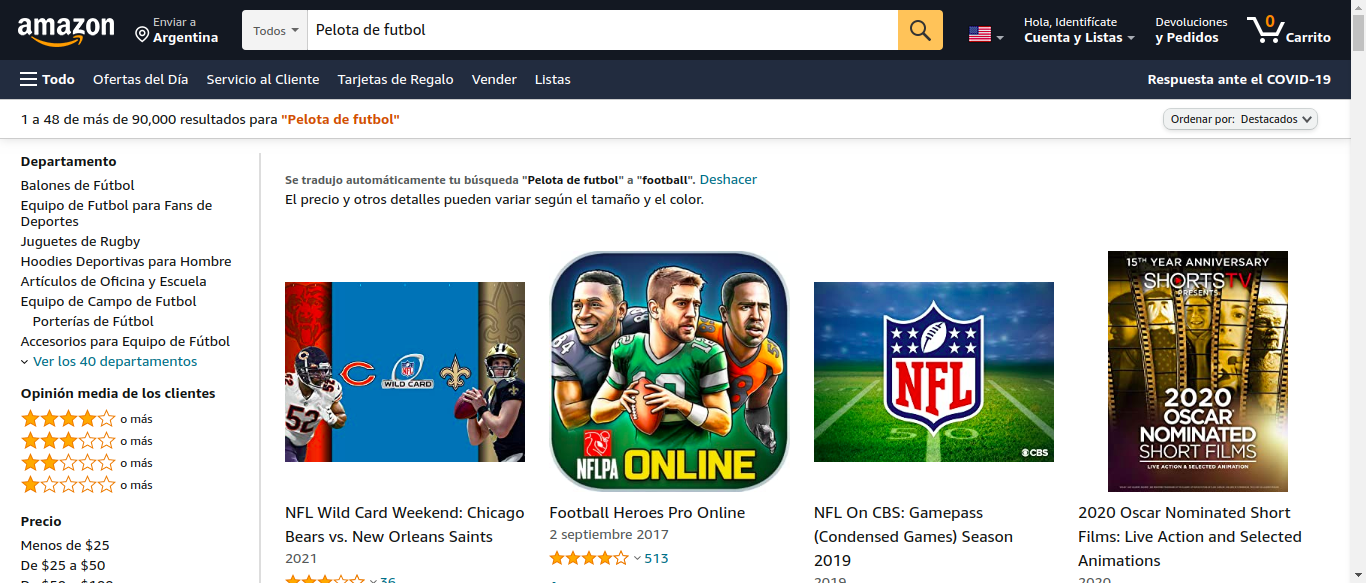 amazon
Enviar a
Argentina
Todos
Pelota de futbol
Hola, Identifícate
Cuenta y Listas
Devoluciones
y Pedidos
0
Carrito
Todo
Ofertas del Día
Servicio al Cliente
Tarjetas de Regalo
Vender
Listas
Respuesta ante el COVID-19
1 a 48 de más de 90,000 resultados para "Pelota de futbol"
Ordenar por: Destacados
Departamento
Balones de Fútbol
Equipo de Futbol para Fans de
Deportes
Juguetes de Rugby
Hoodies Deportivas para Hombre
Artículos de Oficina y Escuela
Equipo de Campo de Futbol
Porterías de Fútbol
Accesorios para Equipo de Fútbol
Ver los 40 departamentos
Opinión media de los clientes
o más
o más
o más
o más
Precio
Menos de $25
De $25 a $50
De $50 a $100
Se tradujo automáticamente tu búsqueda "Pelota de futbol" a "football". Deshacer
El precio y otros detalles pueden variar según el tamaño y el color.
52
WILD CARD
NFL Wild Card Weekend: Chicago
Bears vs. New Orleans Saints
2021
36
84
12
NFLPA ONLINE
Football Heroes Pro Online
2 septiembre 2017
513
NFL
50
CBS
NFL On CBS: Gamepass
(Condensed Games) Season
2019
2019
15TH YEAR ANNIVERSARY
SHORTSTV
PRESENTS
2020
OSCAR
NOMINATED
SHORT FILMS
LIVE ACTION & SELECTED ANIMATION
2020 Oscar Nominated Short
Films: Live Action and Selected
Animations
2020